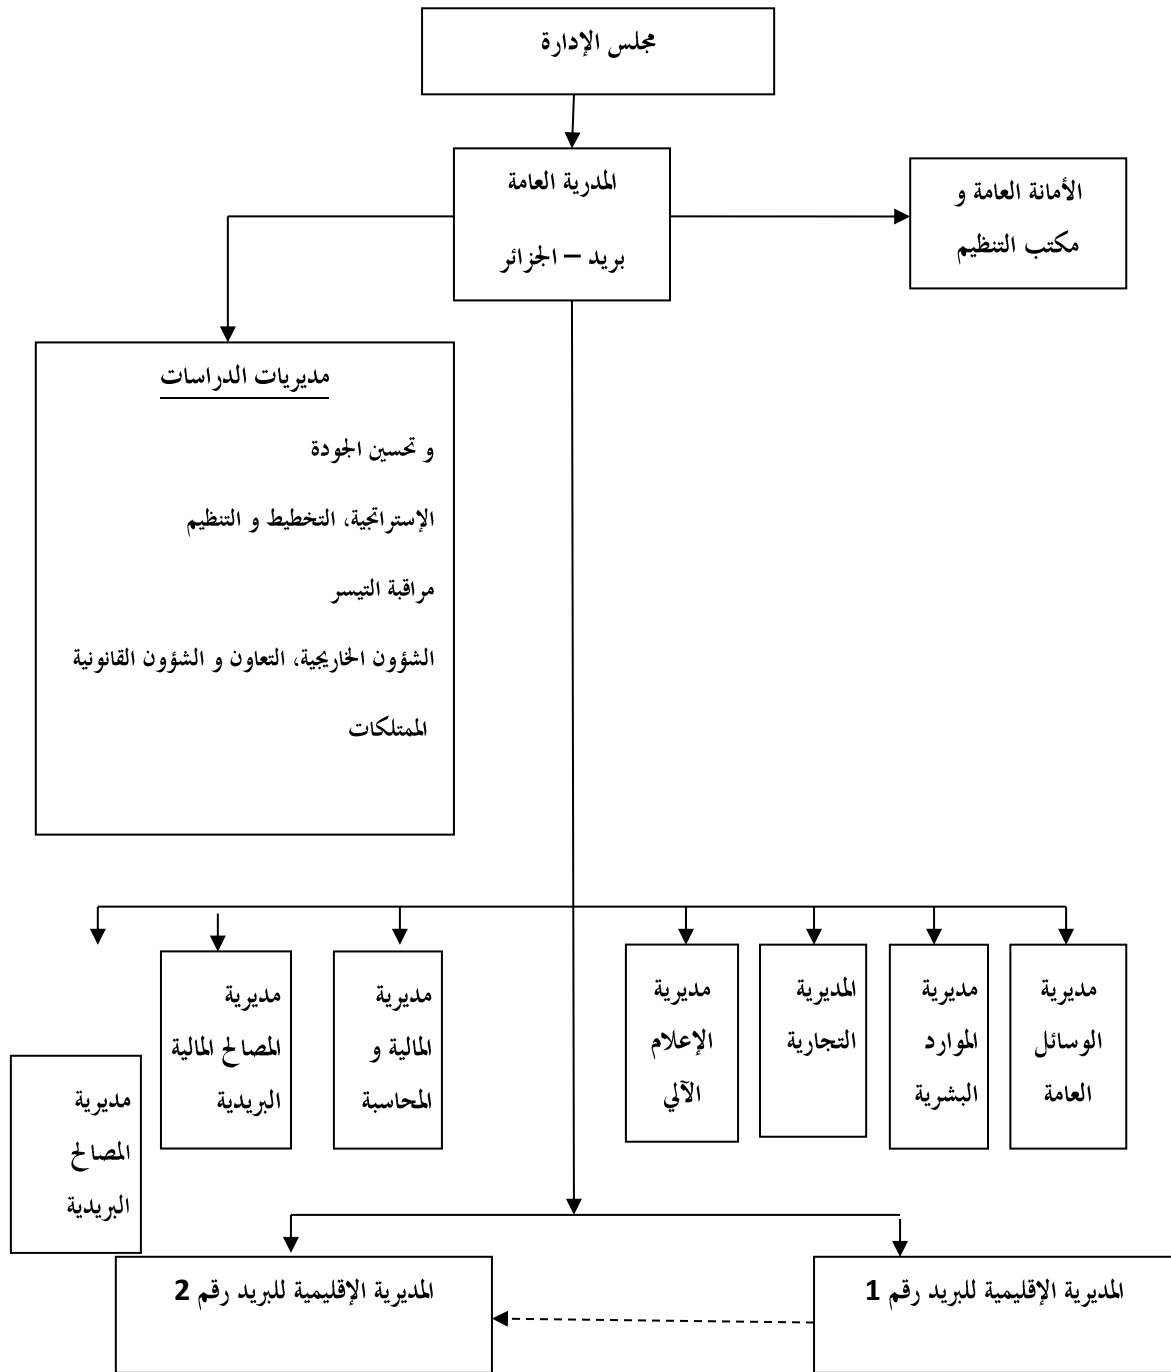 مجلس الإدارة
المدرية العامة
بريد – الجزائر
الأمانة العامة و
مكتب التنظيم
مديريات الدراسات
و تحسين الجودة
الإستراتجية، التخطيط و التنظيم
مراقبة التيسر
الشؤون الخاريجية، التعاون و الشؤون القانونية
الممتلكات
مديرية
الوسائل
العامة
مديرية
الموارد
البشرية
المديرية
التجارية
مديرية
الإعلام
الآلي
مديرية
المالية و
المحاسبة
مديرية
المصالح المالية
البريدية
مديرية
المصالح
البريدية
المديرية الإقليمية للبريد رقم 1
المديرية الإقليمية للبريد رقم 2